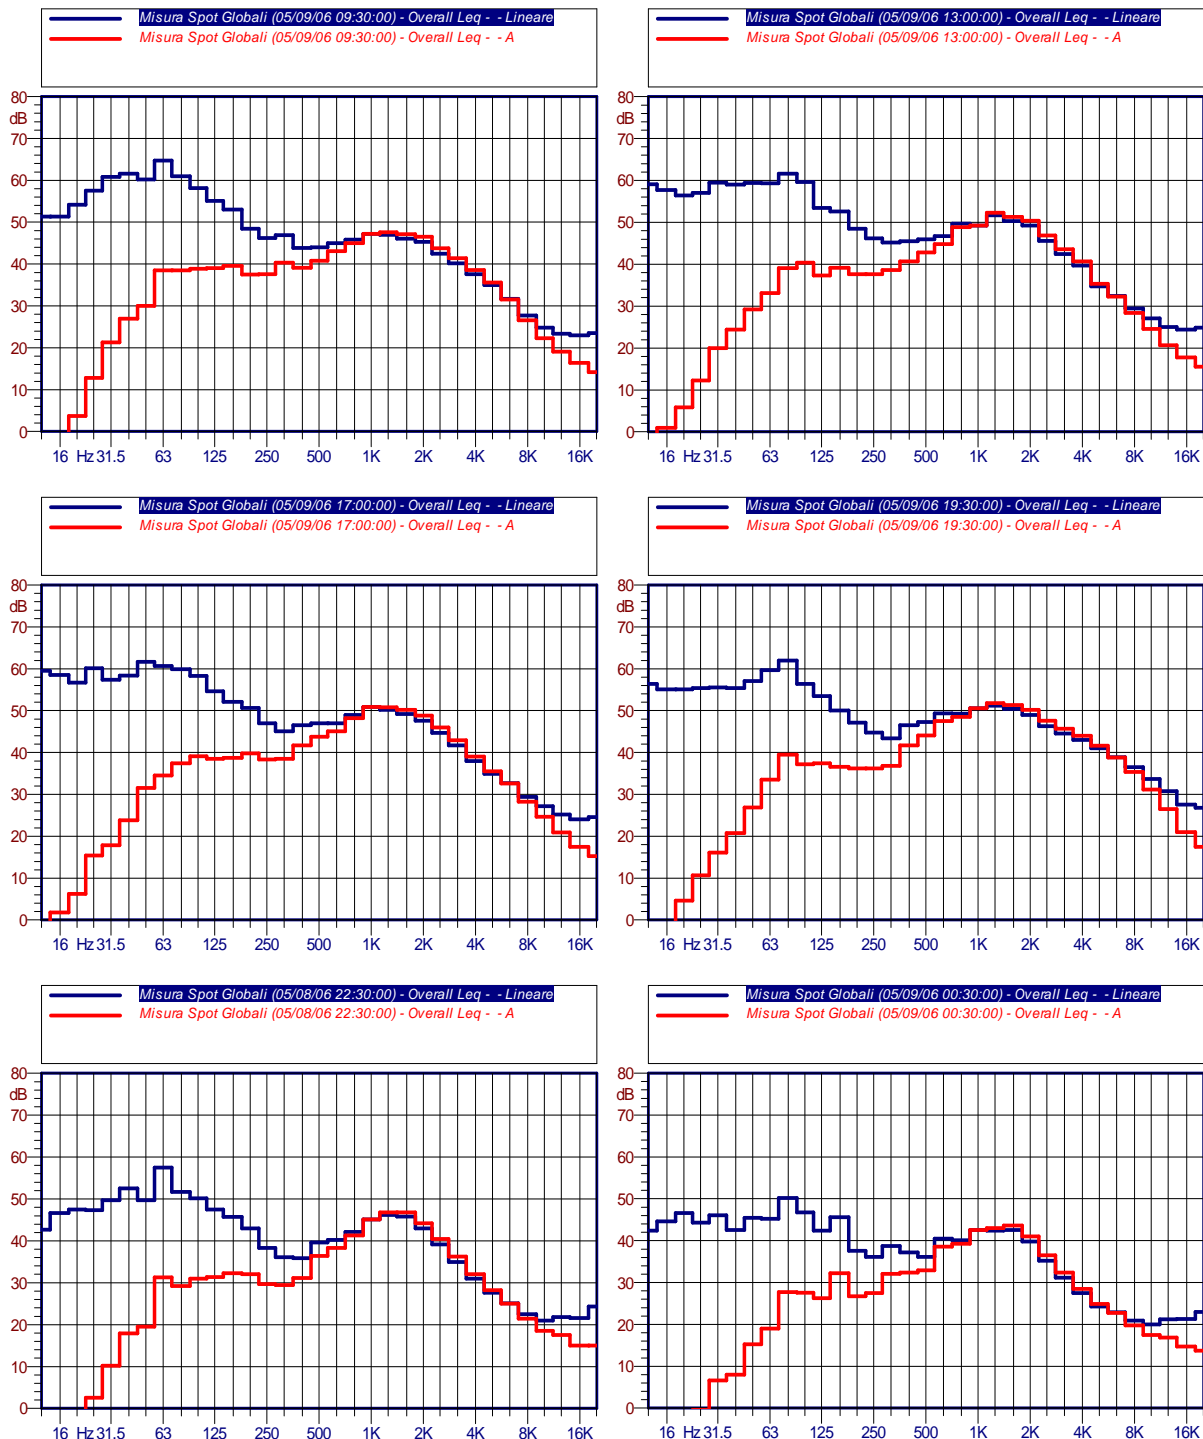 Misura Spot Globali (05/09/06 09:30:00) - Overall Leq - - Lineare
Misura Spot Globali (05/09/06 09:30:00) - Overall Leq - - A
80
dB
70
60
50
40
30
20
10
0
16 Hz 31.5 63 125 250 500 1K 2K 4K 8K 16K
Misura Spot Globali (05/09/06 13:00:00) - Overall Leq - - Lineare
Misura Spot Globali (05/09/06 13:00:00) - Overall Leq - - A
80
dB
70
60
50
40
30
20
10
0
16 Hz 31.5 63 125 250 500 1K 2K 4K 8K 16K
Misura Spot Globali (05/09/06 17:00:00) - Overall Leq - - Lineare
Misura Spot Globali (05/09/06 17:00:00) - Overall Leq - - A
80
dB
70
60
50
40
30
20
10
0
16 Hz 31.5 63 125 250 500 1K 2K 4K 8K 16K
Misura Spot Globali (05/09/06 19:30:00) - Overall Leq - - Lineare
Misura Spot Globali (05/09/06 19:30:00) - Overall Leq - - A
80
dB
70
60
50
40
30
20
10
0
16 Hz 31.5 63 125 250 500 1K 2K 4K 8K 16K
Misura Spot Globali (05/08/06 22:30:00) - Overall Leq - - Lineare
Misura Spot Globali (05/08/06 22:30:00) - Overall Leq - - A
80
dB
70
60
50
40
30
20
10
0
16 Hz 31.5 63 125 250 500 1K 2K 4K 8K 16K
Misura Spot Globali (05/09/06 00:30:00) - Overall Leq - - Lineare
Misura Spot Globali (05/09/06 00:30:00) - Overall Leq - - A
80
dB
70
60
50
40
30
20
10
0
16 Hz 31.5 63 125 250 500 1K 2K 4K 8K 16K